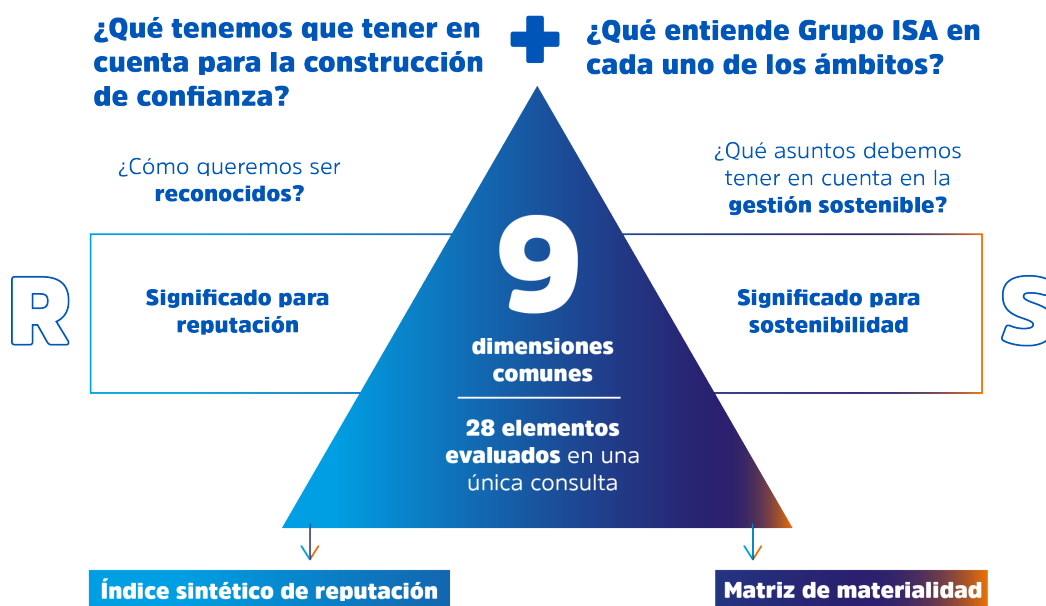 ¿Qué tenemos que tener en
cuenta para la construcción
de confianza?
¿Qué entiende Grupo ISA en
cada uno de los ámbitos?
¿Cómo queremos ser
reconocidos?
¿Qué asuntos debemos
tener en cuenta en la
gestión sostenible?
R
Significado para
reputación
9
dimensiones
comunes
28 elementos
evaluados en una
única consulta
Significado para
sostenibilidad
S
Índice sintético de reputación
Matriz de materialidad